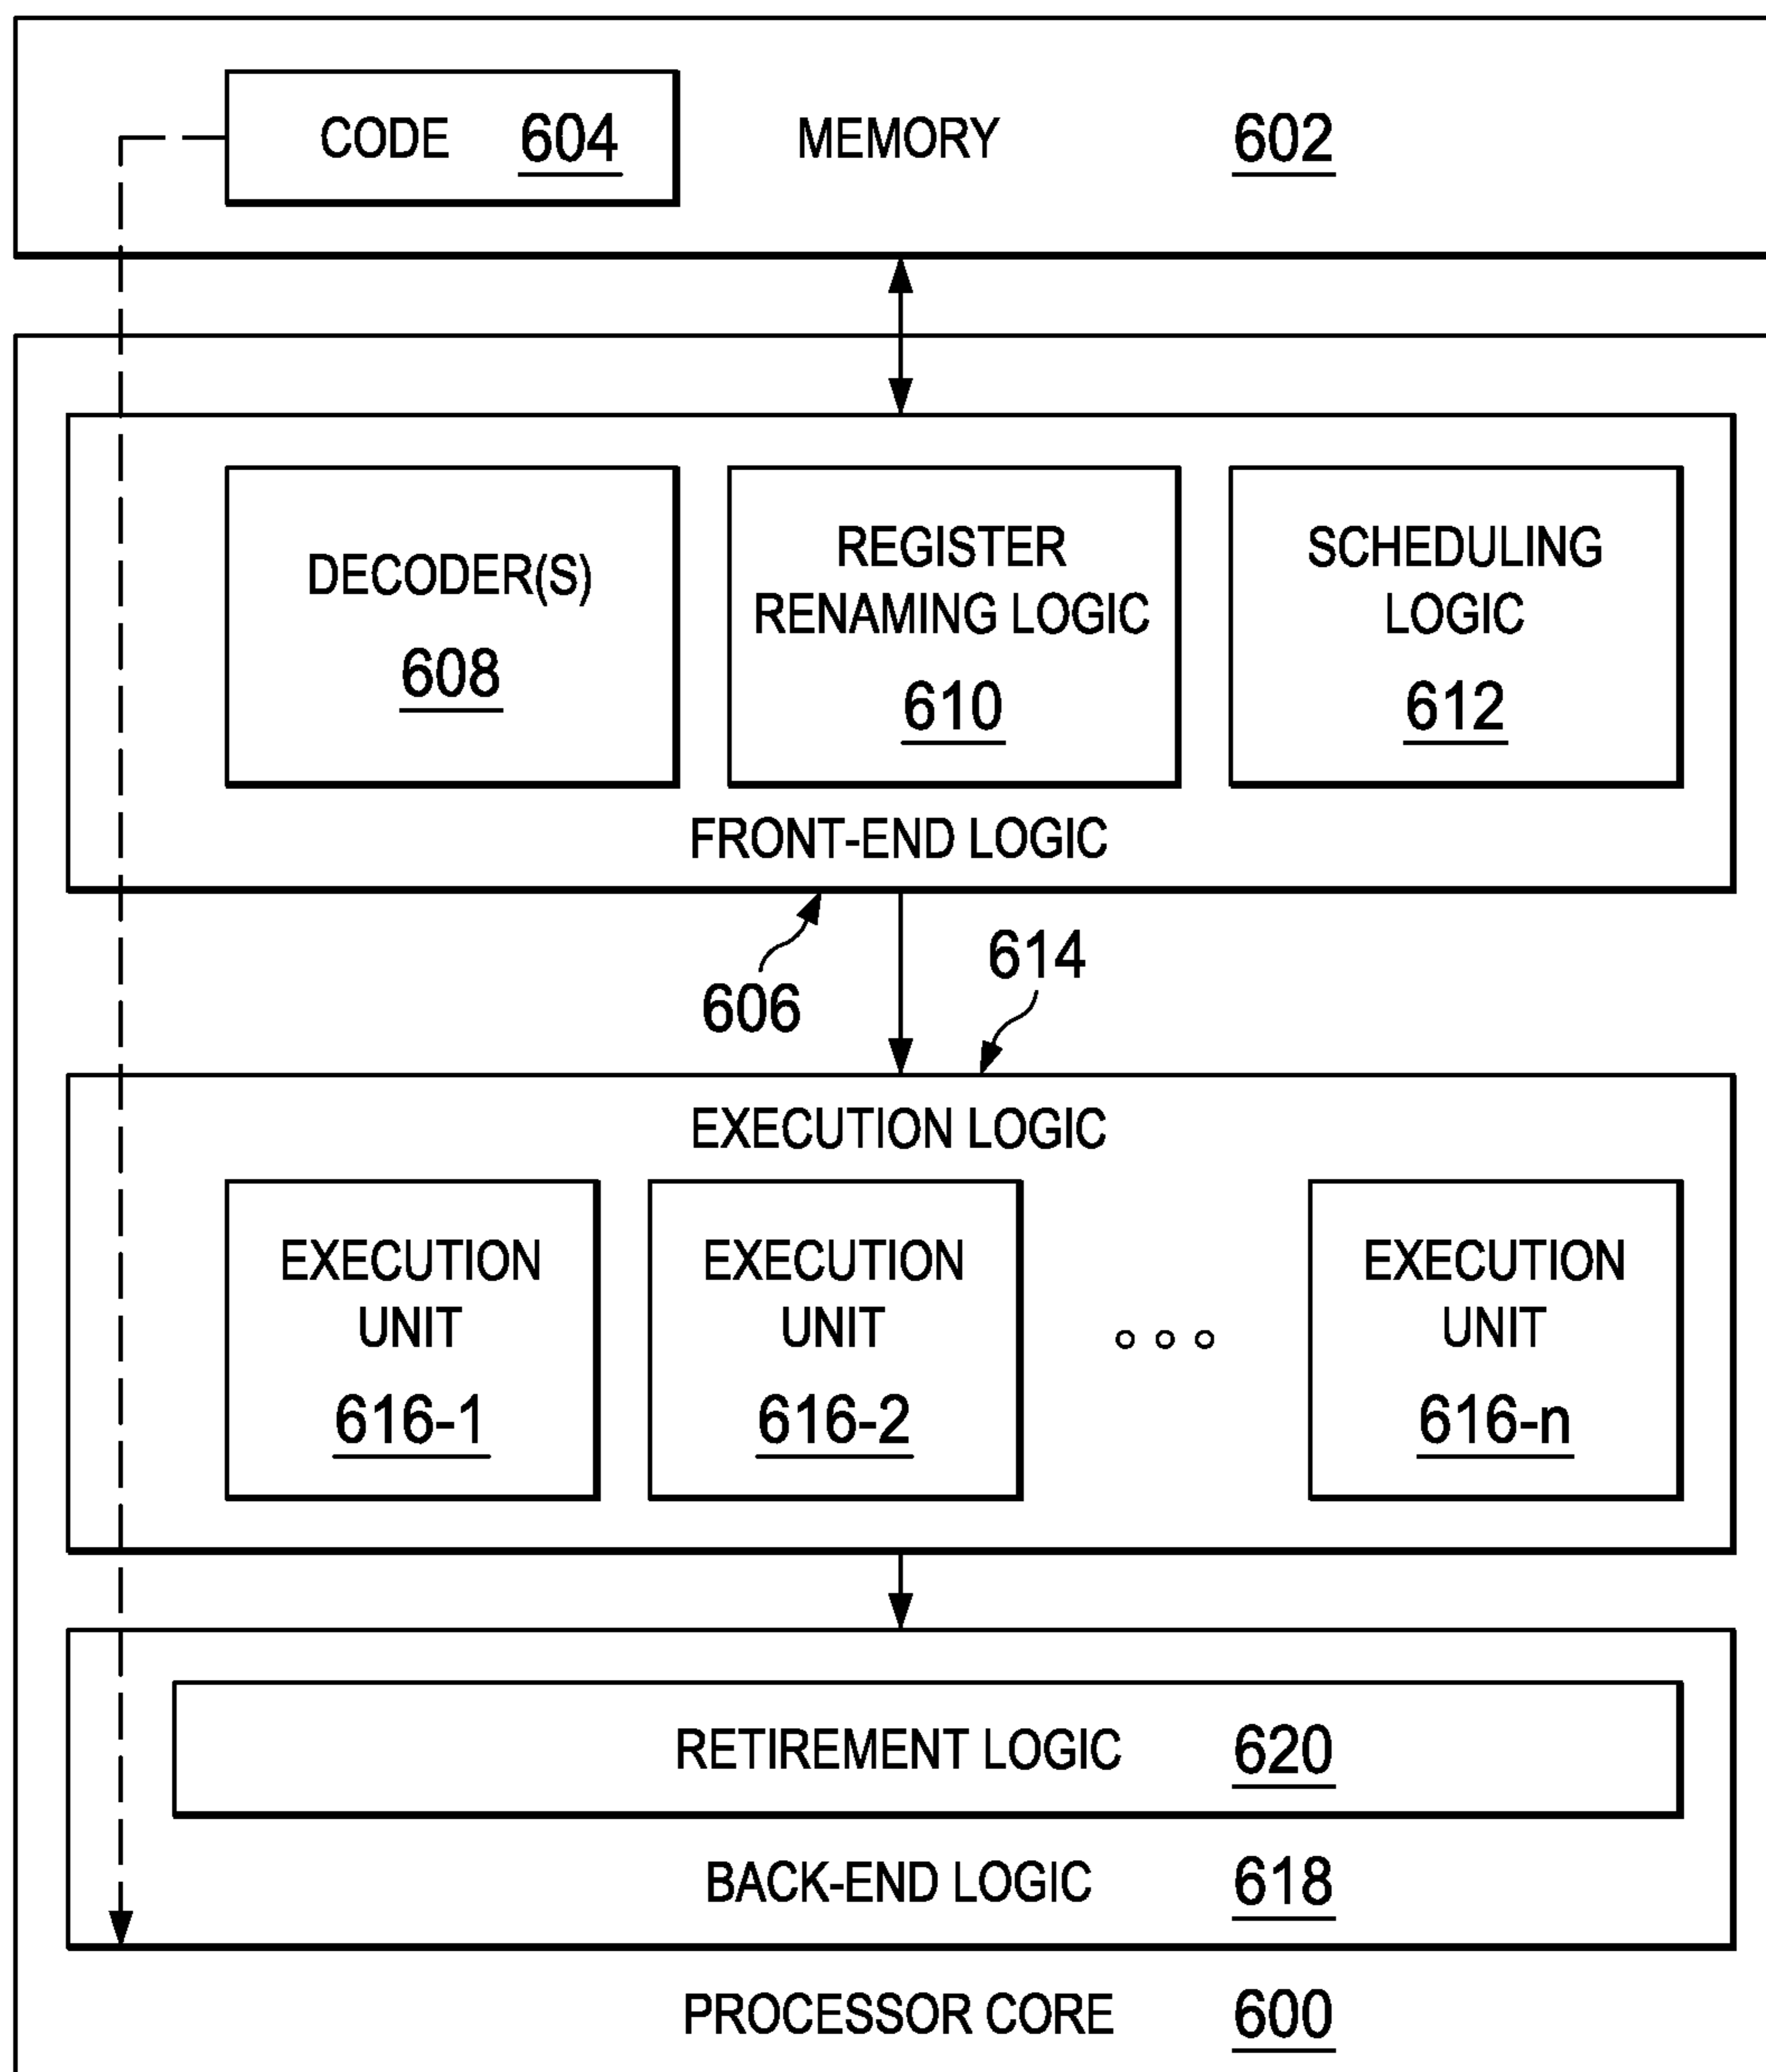 CODE 604 MEMORY 602
DECODER(S)
608
REGISTER
RENAMING LOGIC
610
SCHEDULING
LOGIC
612
FRONT-END LOGIC
606
614
EXECUTION LOGIC
EXECUTION
UNIT
616-1
EXECUTION
UNIT
616-2
EXECUTION
UNIT
616-n
RETIREMENT LOGIC 620
BACK-END LOGIC 618
PROCESSOR CORE 600